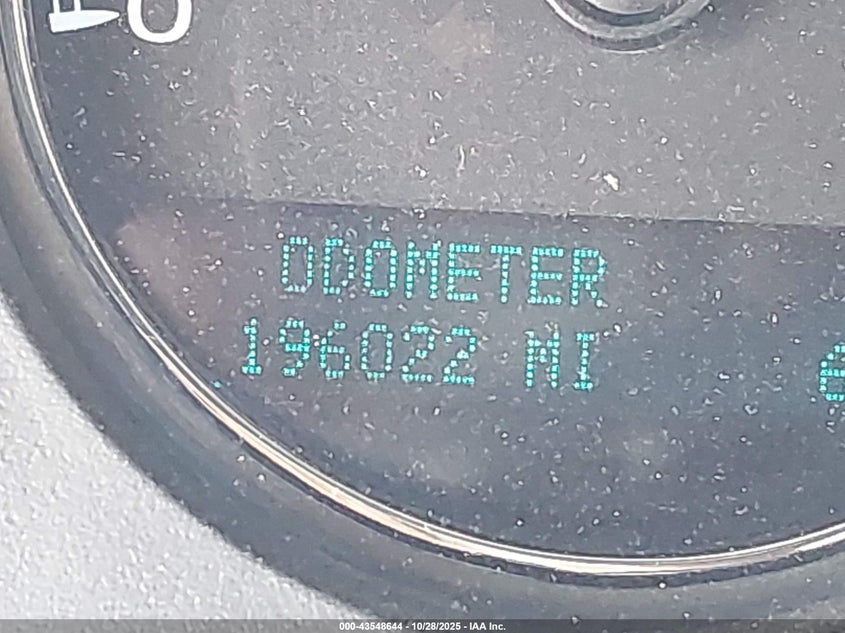 ODOMETER
196022 MI
000-43548644 - 10/28/2025 - IAA Inc.